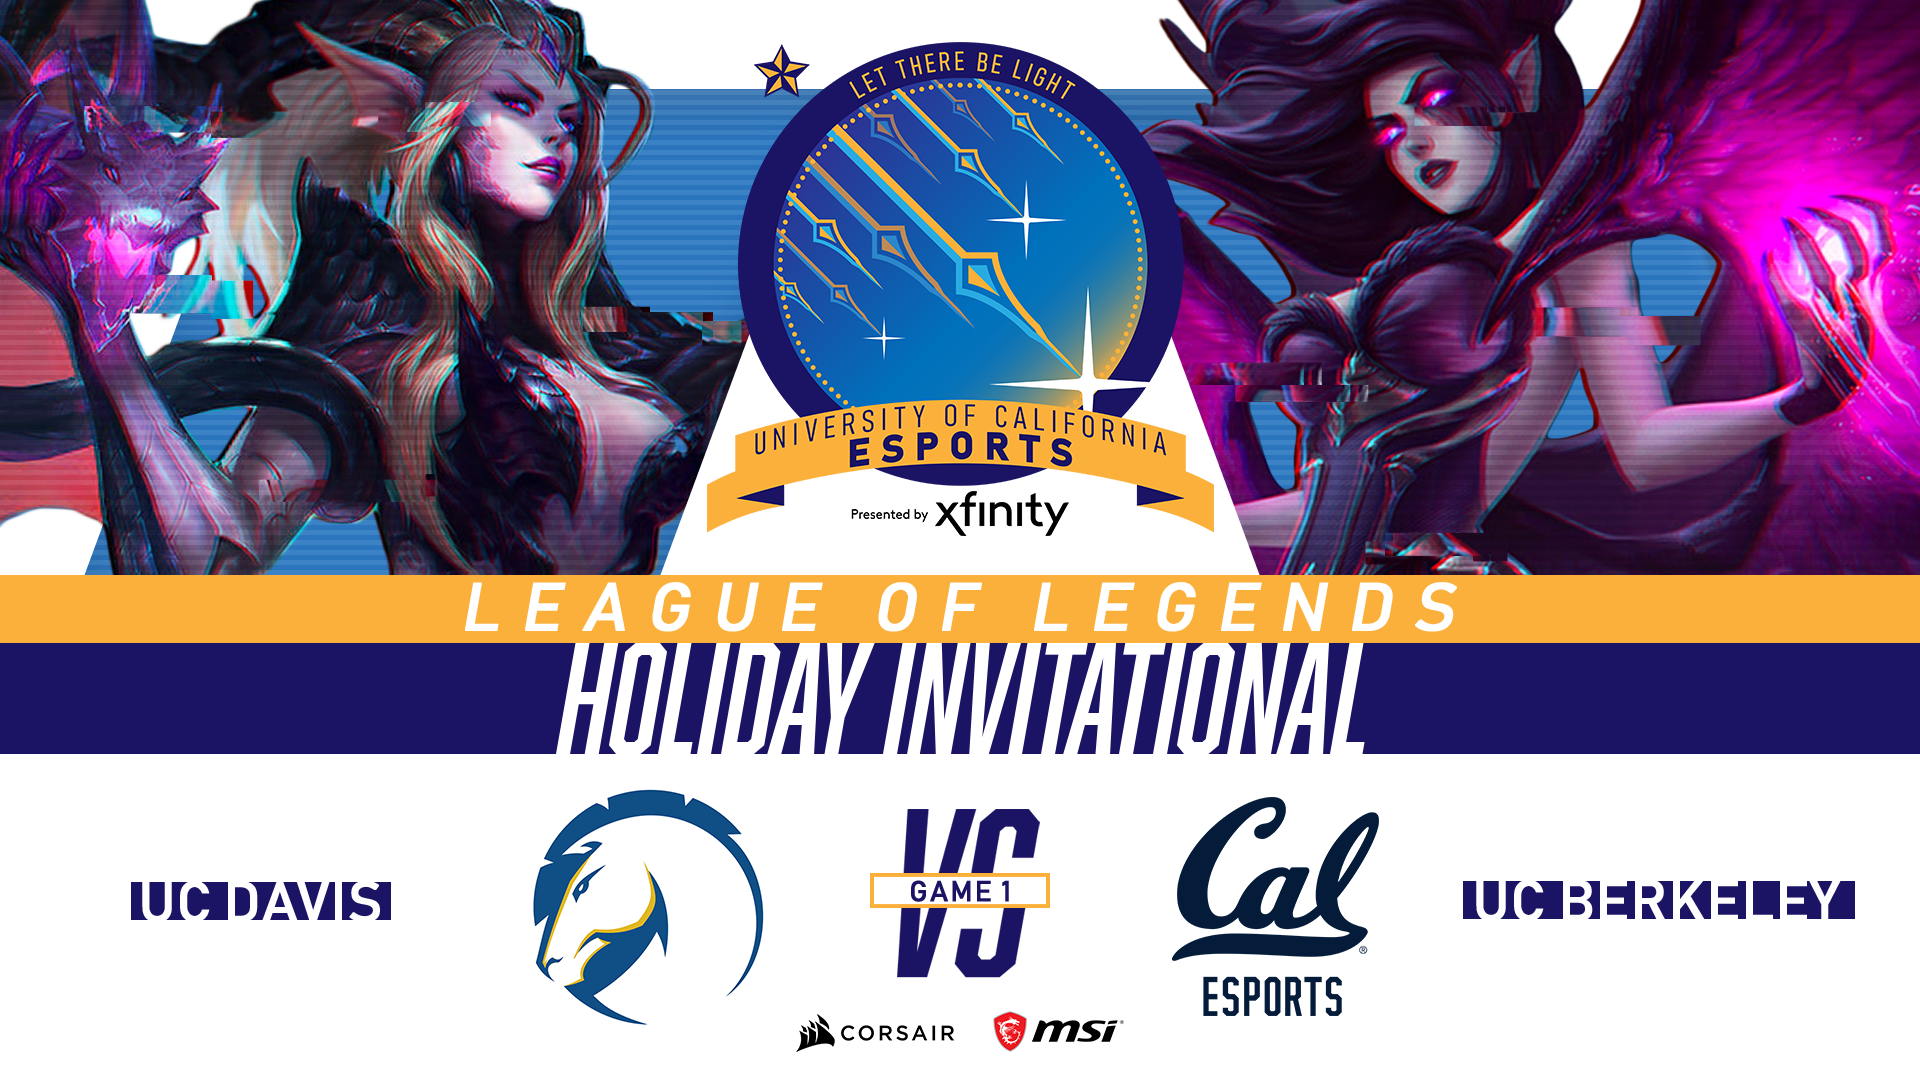 LET THERE BE LIGHT
UNIVERSITY OF CALIFORNIA
ESPORTS
Presented by xfinity
LEAGUE OF LEGENDS
HOLIDAY INVITATIONAL
UC DAVIS
VS
GAME 1
Cal
®
ESPORTS
UC BERKELEY
CORSAIR
msi